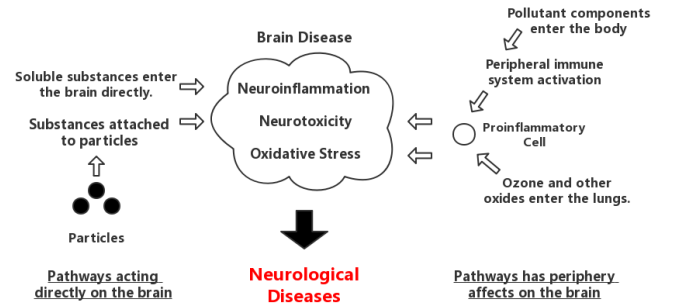 Pollutant components
enter the body
Brain Disease
Peripheral immune
system activation
Soluble substances enter
the brain directly.
Neuroinflammation
Substances attached
to particles
Neurotoxicity
Proinflammatory
Cell
Oxidative Stress
Ozone and other
oxides enter the lungs.
Particles
Pathways acting
directly on the brain
Neurological
Diseases
Pathways has periphery
affects on the brain